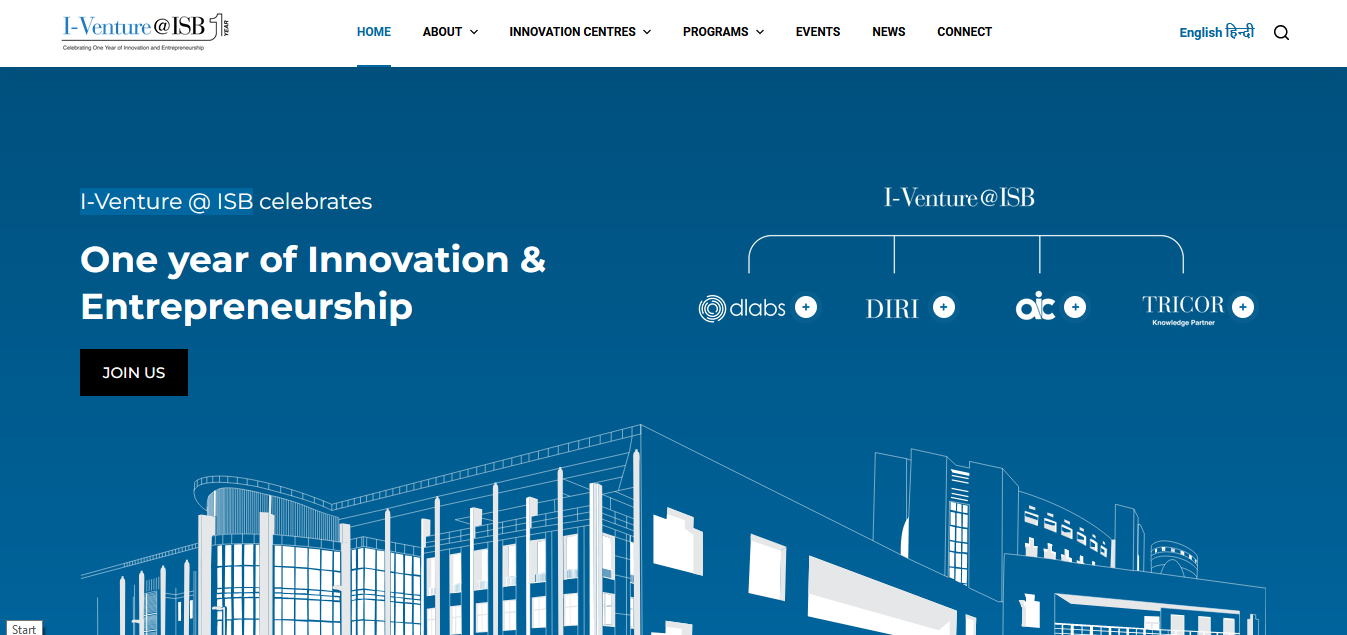 I-Venture@ISB 1 YEAR
Celebrating One Year of Innovation and Entrepreneurship
HOME
ABOUT
INNOVATION CENTRES
PROGRAMS
EVENTS
NEWS
CONNECT
English हिन्दी
I-Venture @ ISB celebrates
One year of Innovation &
Entrepreneurship
JOIN US
I-Venture@ISB
dlabs
DIRI
aic
TRICOR
Knowledge Partner
Start